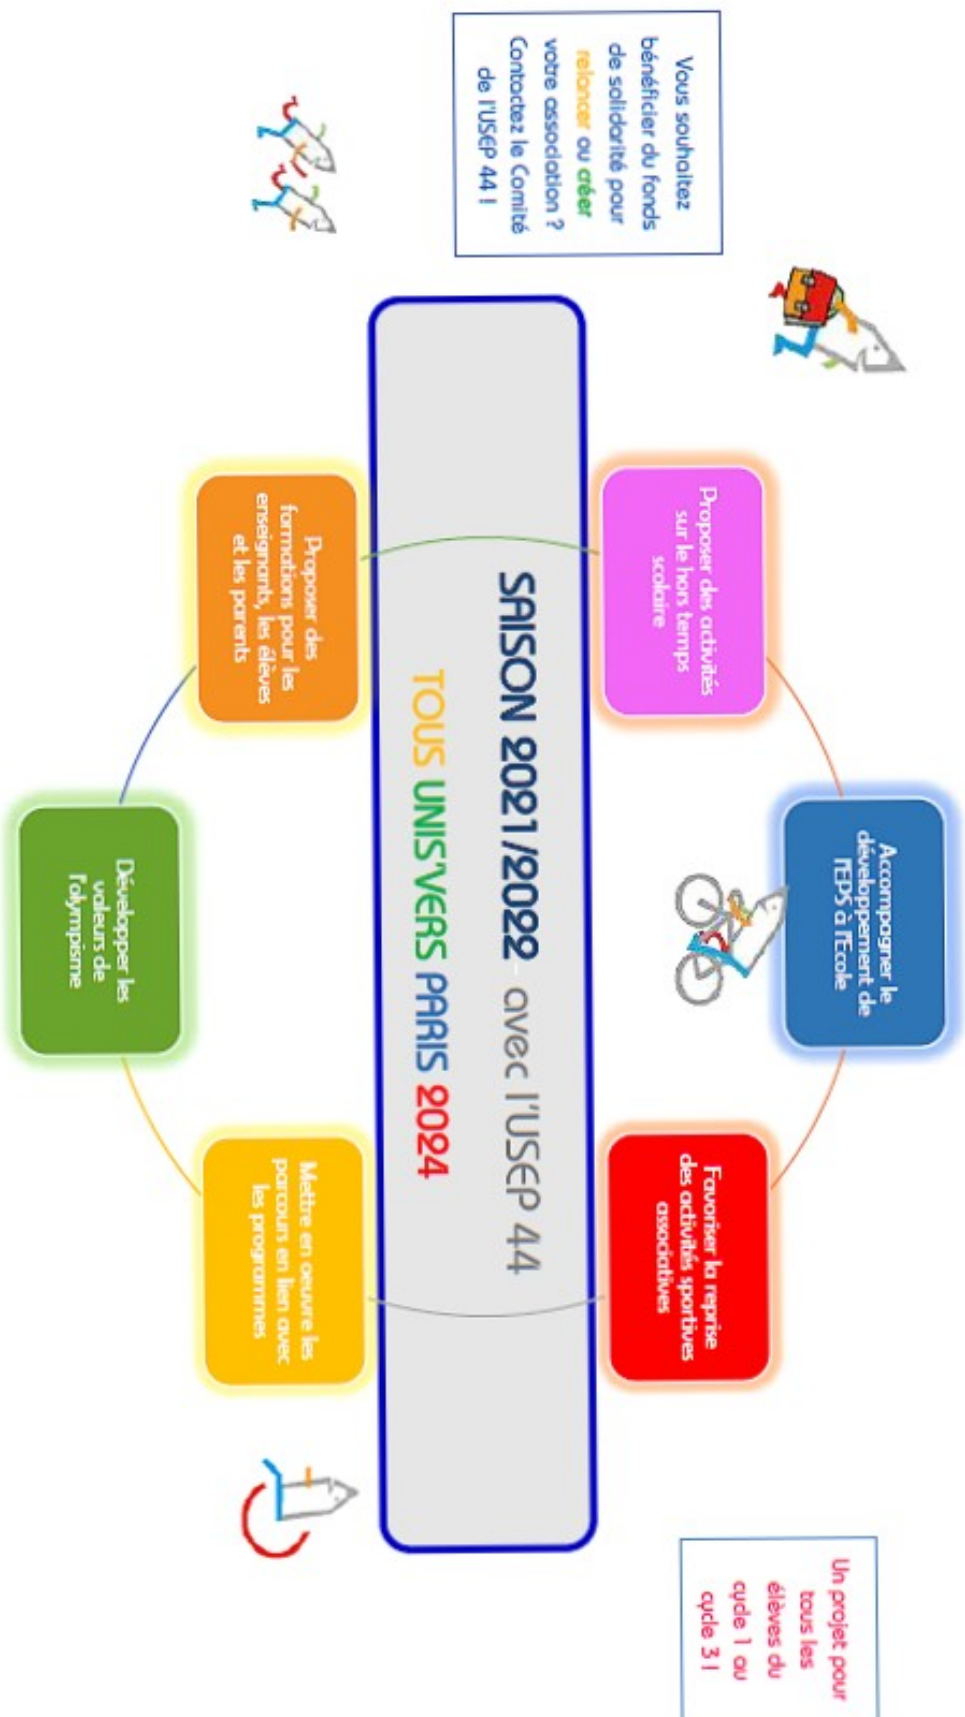 Vous souhaitez
bénéficier du fonds
de solidarité pour
relancer ou créer
votre association ?
Contactez le Comité
de l'USEP 44 !
Accompagner le
développement de
l'EPS à l'Ecole
Un projet pour
tous les
élèves du
cycle 1 au
cycle 3 !
Proposer des activités
sur le hors temps
scolaire
Favoriser la reprise
des activités sportives
associatives
SAISON 2021/2022 avec l'USEP 44
TOUS UNIS'VERS PARIS 2024
Proposer des
formations pour les
enseignants, les élèves
et les parents
Mettre en oeuvre les
parcours en lien avec
les programmes
Développer les
valeurs de
l'olympisme